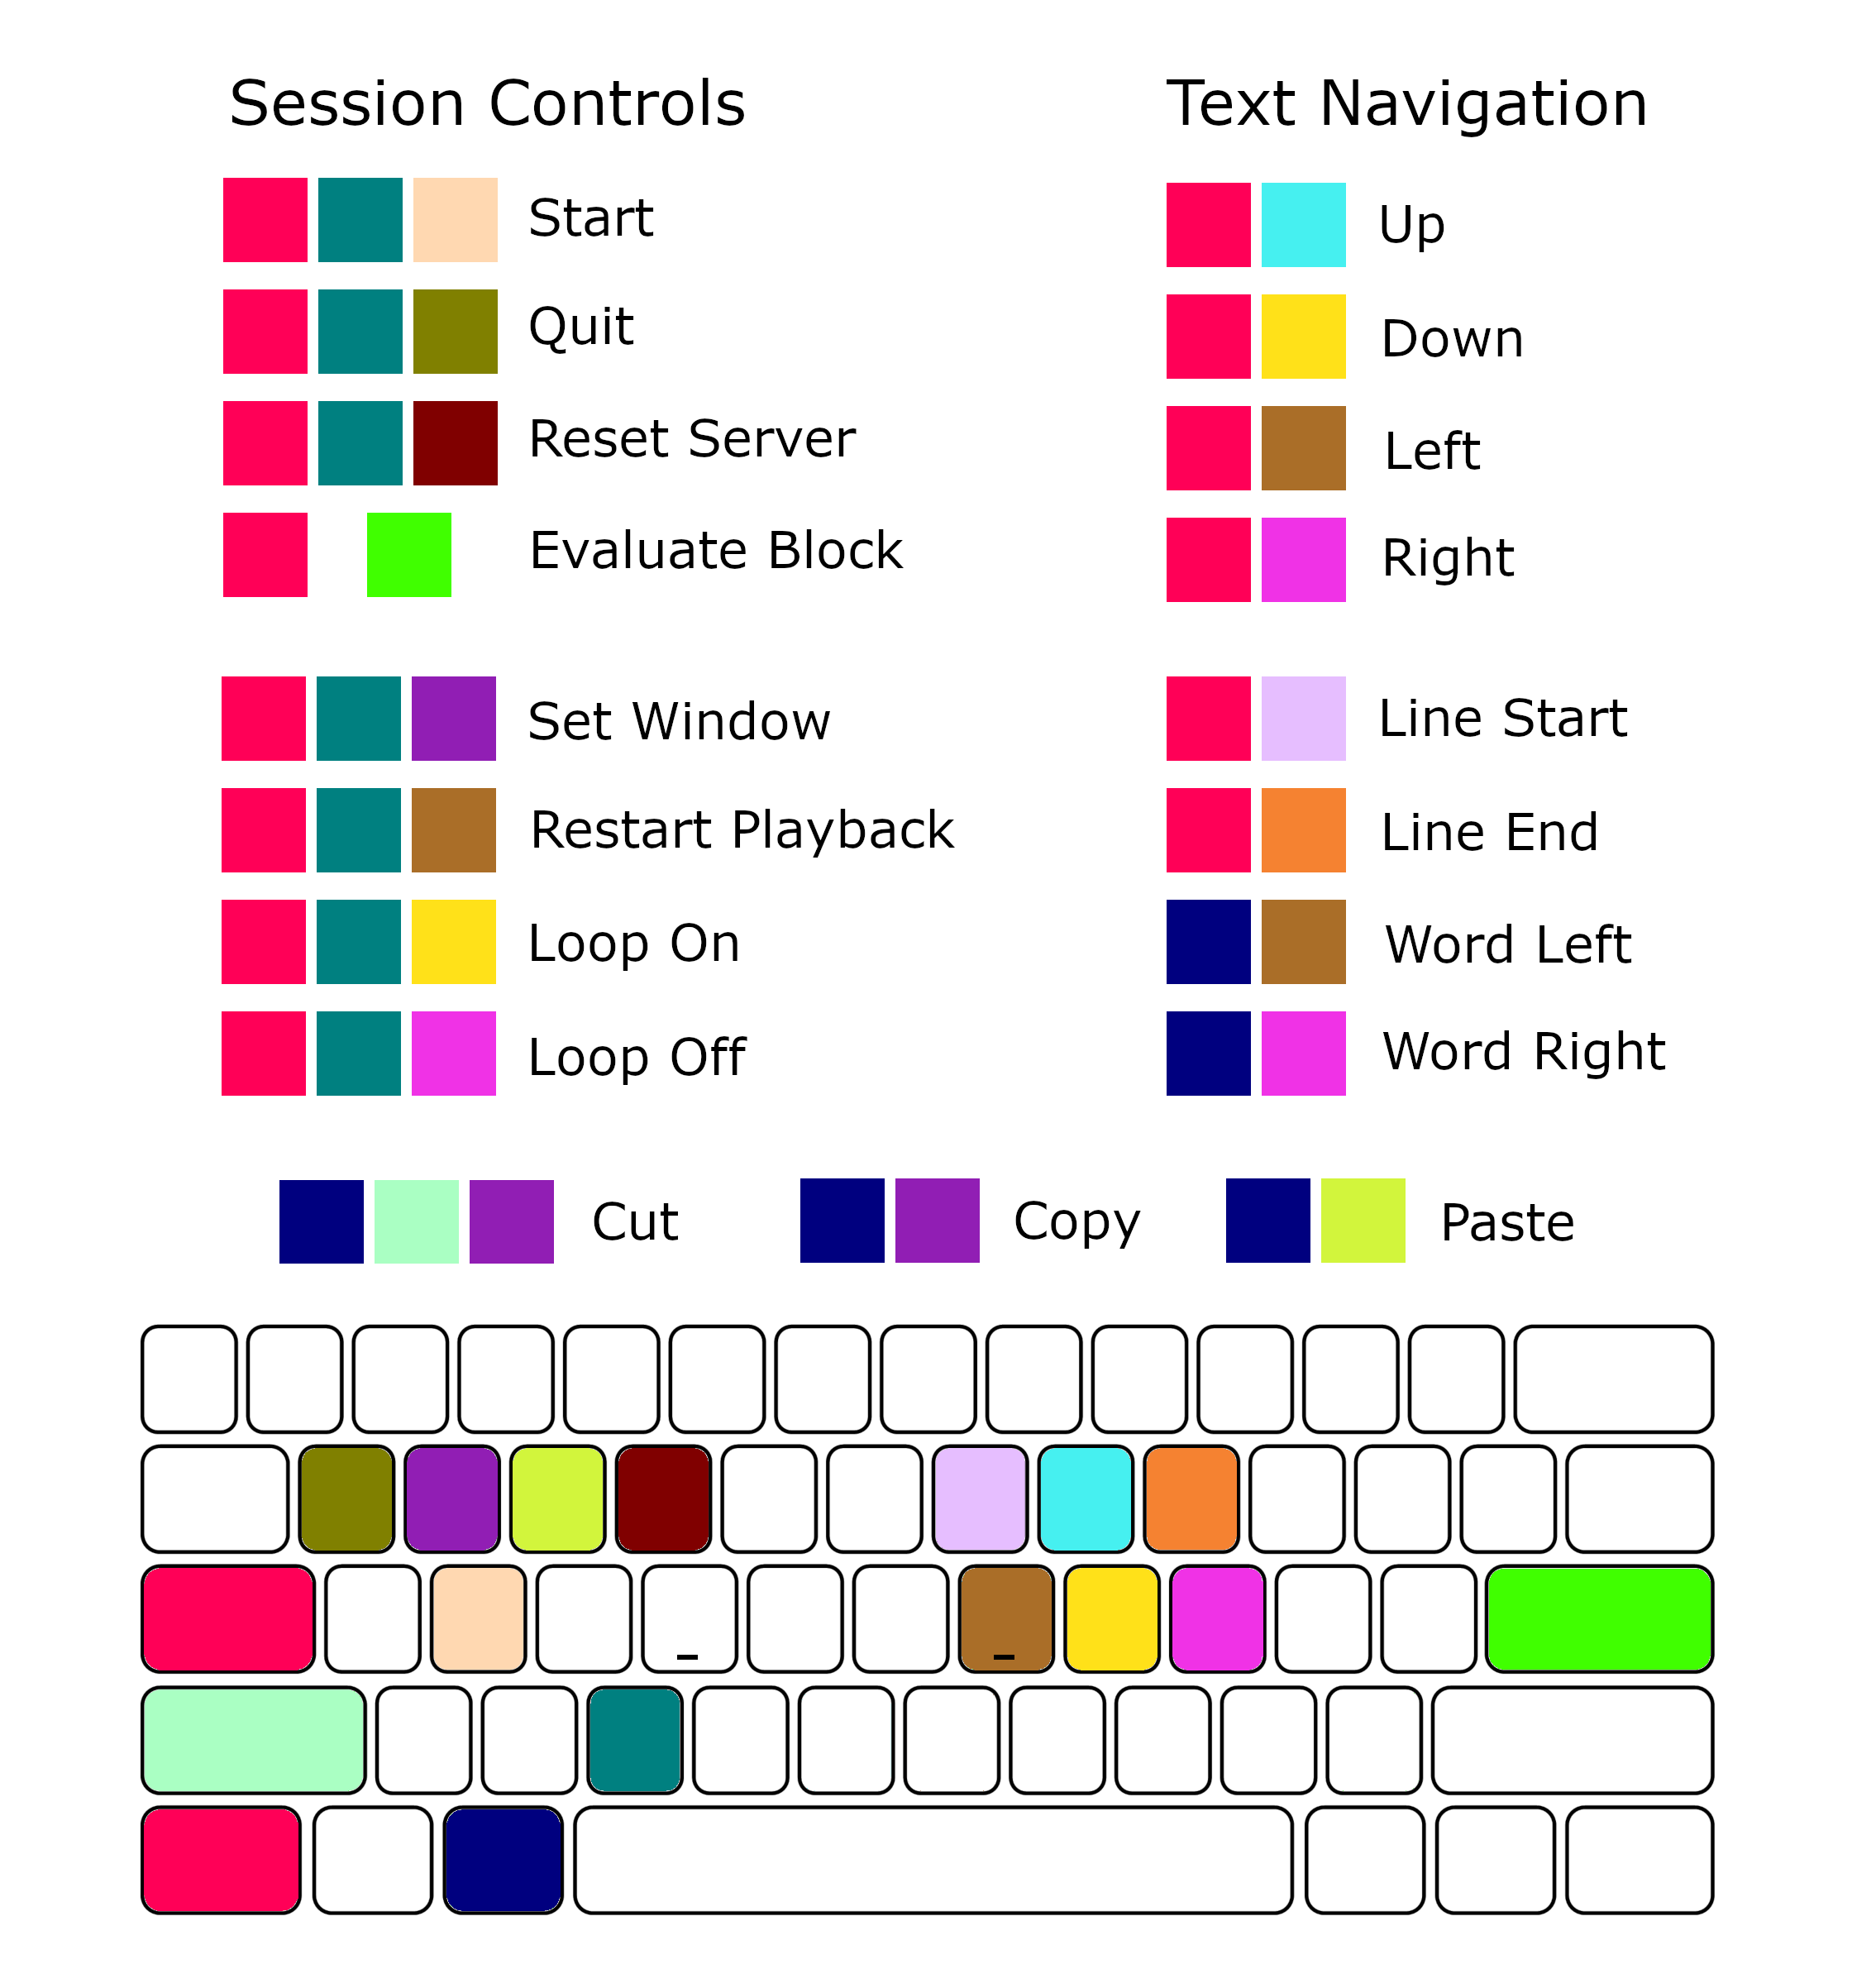 Session Controls
Start
Quit
Reset Server
Evaluate Block
Set Window
Restart Playback
Loop On
Loop Off
Text Navigation
Up
Down
Left
Right
Line Start
Line End
Word Left
Word Right
Cut
Copy
Paste